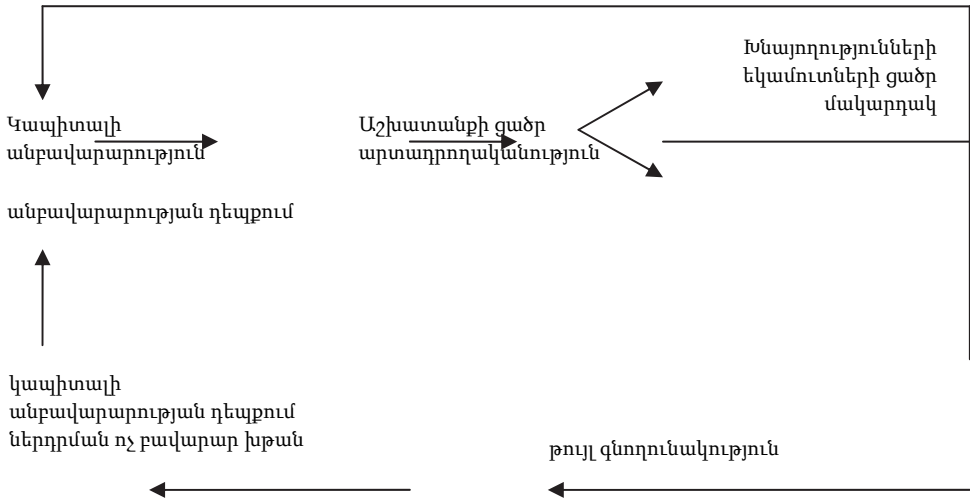 Խնայողությունների
եկամուտների ցածր
մակարդակ
Կապիտալի
անբավարարություն
Աշխատանքի ցածր
արտադրողականություն
անբավարարության դեպքում
կապիտալի
անբավարարության դեպքում
ներդրման ոչ բավարար խթան
թույլ գնողունակություն